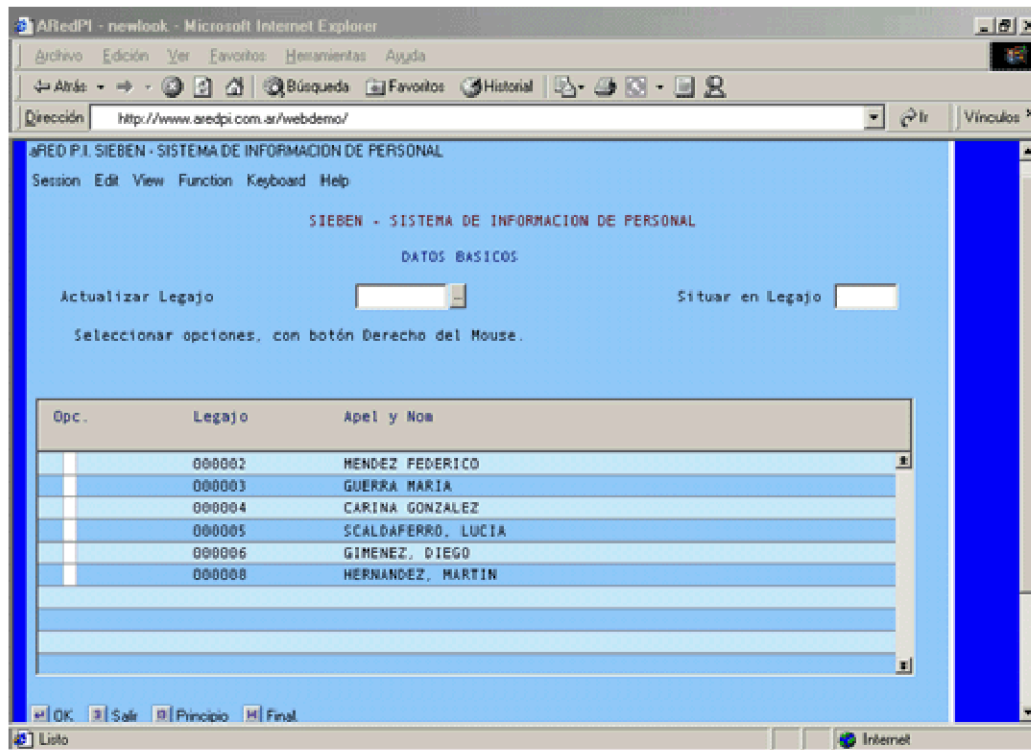 ARedPI - newlook - Microsoft Internet Explorer
Archivo Edición Ver Favoritos Herramientas Ayuda
Atrás Búsqueda Favoritos Historial
Dirección http://www.aredpi.com.ar/webdemo/ Ir Vínculos
aRED P.I. SIEBEN - SISTEMA DE INFORMACION DE PERSONAL
Session Edit View Function Keyboard Help
SIEBEN - SISTEMA DE INFORMACION DE PERSONAL
DATOS BASICOS
Actualizar Legajo ... Situar en Legajo
Seleccionar opciones, con botón Derecho del Mouse.
Opc. Legajo Apel y Nom
000002 MENDEZ FEDERICO
000003 GUERRA MARIA
000004 CARINA GONZALEZ
000005 SCALDAFERRO, LUCIA
000006 GIMENEZ, DIEGO
000008 HERNANDEZ, MARTIN
OK Salir Principio Final
Listo Internet